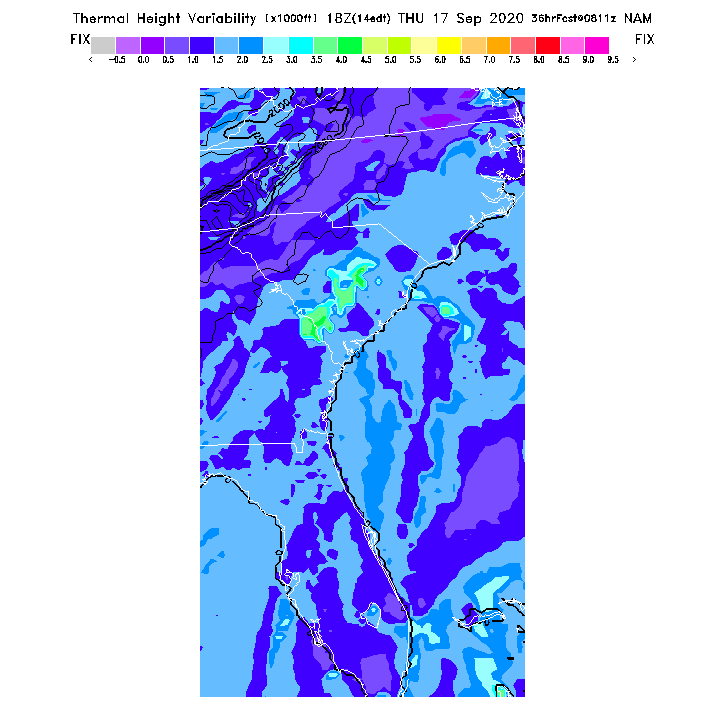 Thermal Height Variability [x1000ft] 18Z(14edt) THU 17 Sep 2020 36hrFcst@0811z NAM
FIX FIX
< -0.5 0.0 0.5 1.0 1.5 2.0 2.5 3.0 3.5 4.0 4.5 5.0 5.5 6.0 6.5 7.0 7.5 8.0 8.5 9.0 9.5 >
2000